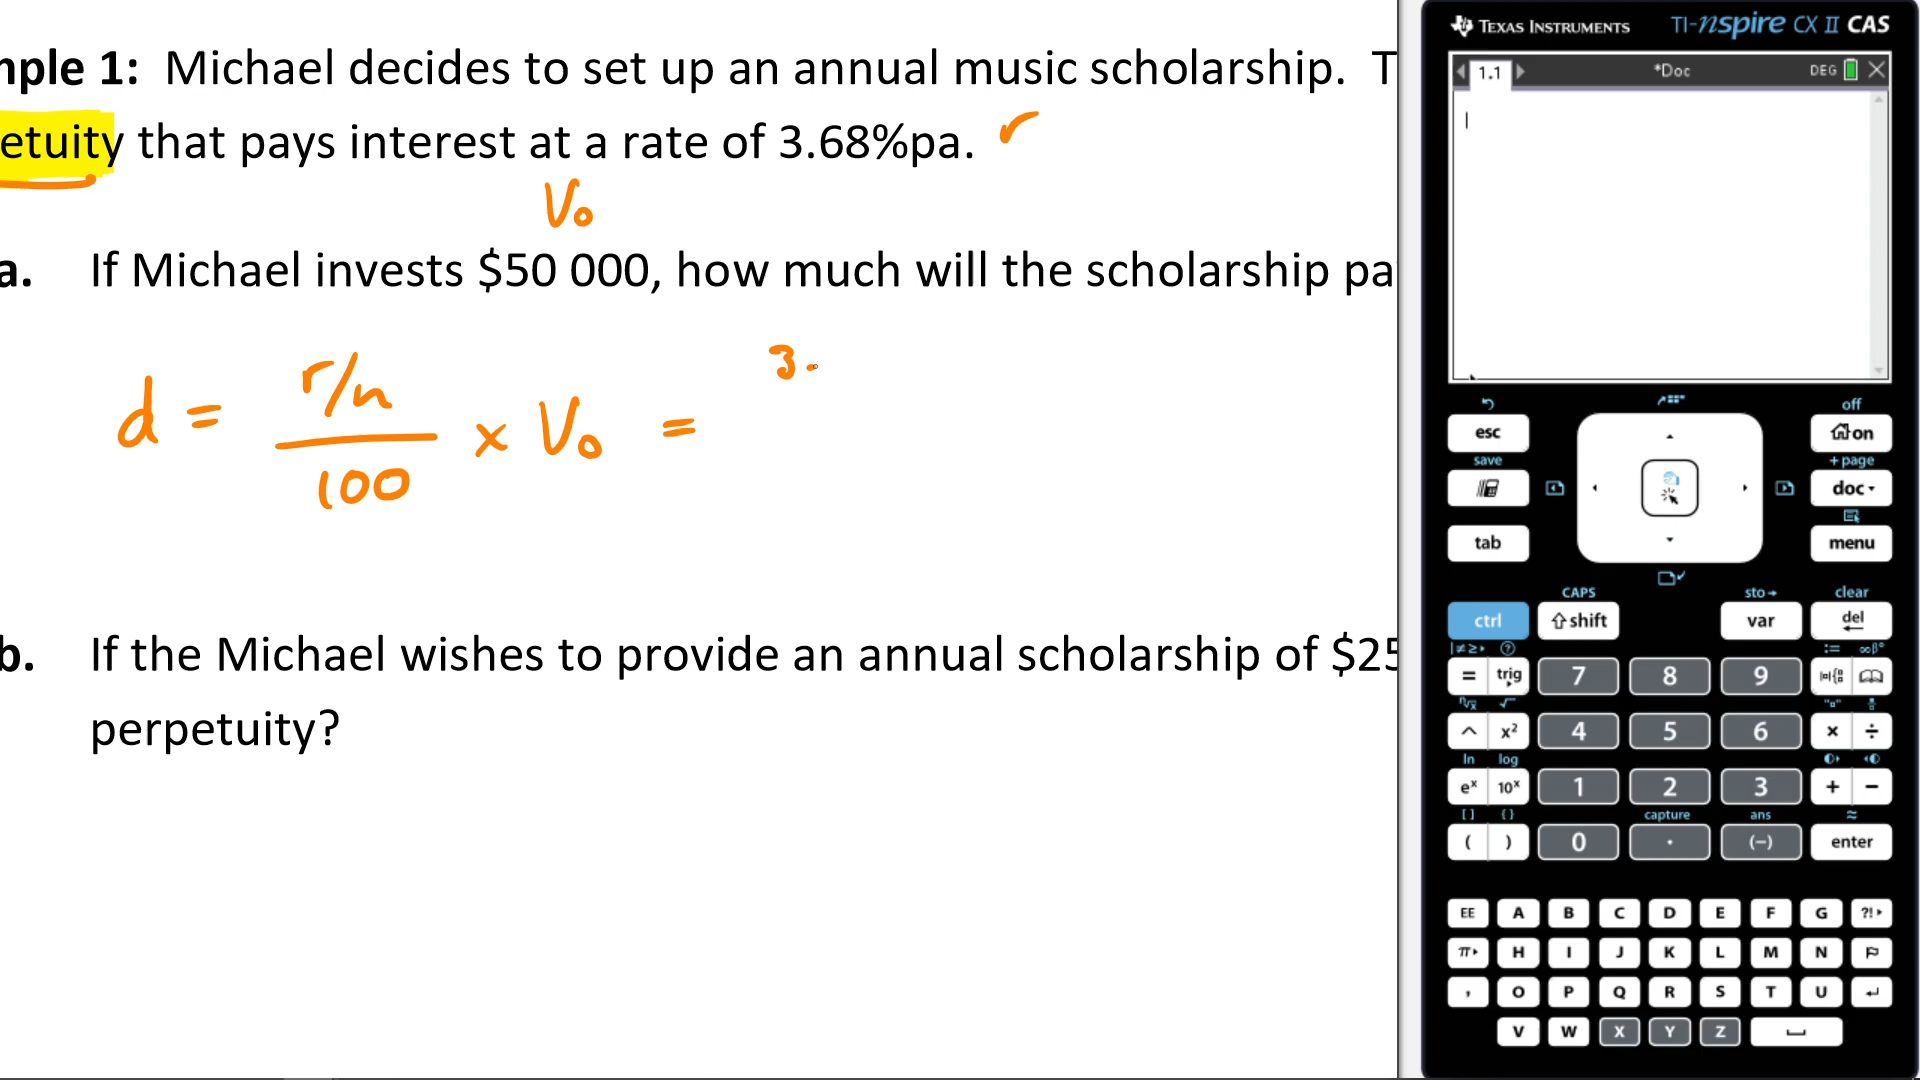 mple 1: Michael decides to set up an annual music scholarship. T
etuity that pays interest at a rate of 3.68%pa. r
V₀
a. If Michael invests $50 000, how much will the scholarship pa
d = r/n / 100 × V₀ = 3.
b. If the Michael wishes to provide an annual scholarship of $25
perpetuity?
TEXAS INSTRUMENTS TI-nspire CX II CAS
1.1 *Doc DEG
off
esc on
save + page
doc
tab menu
CAPS sto→ clear
ctrl shift var del
|≠≥▸ ? := ∞β°
= trig 7 8 9
ⁿ√x √
^ x² 4 5 6 × ÷
ln log
eˣ 10ˣ 1 2 3 + −
[ ] { } capture ans ≈
( ) 0 . (−) enter
EE A B C D E F G ?!▸
π▸ H I J K L M N
, O P Q R S T U ↵
V W X Y Z